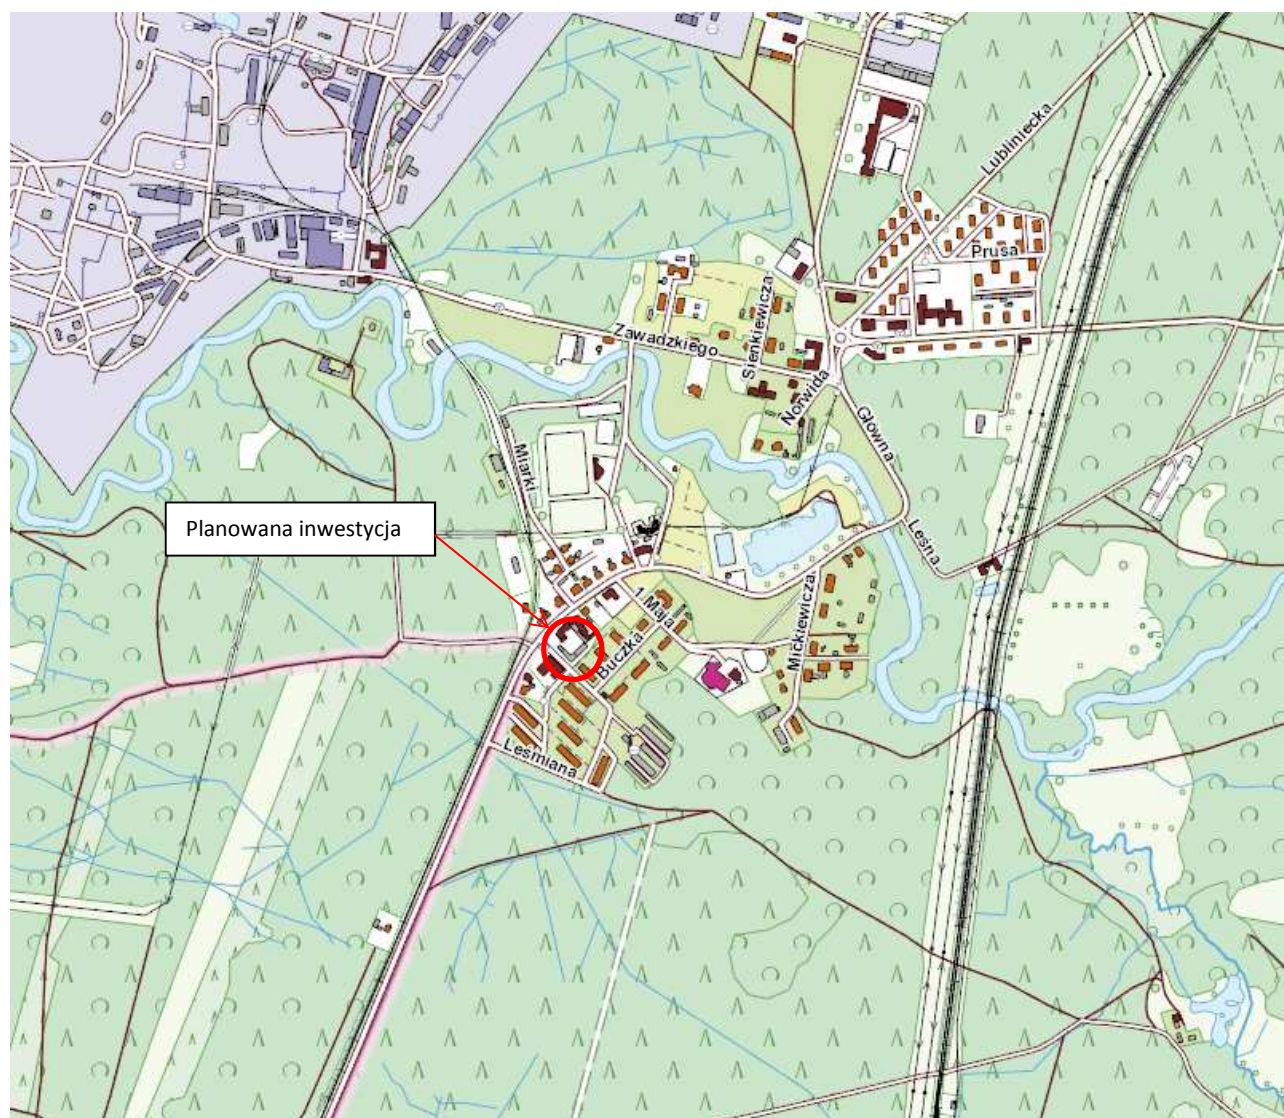 Lubliniecka
Prusa
Sienkiewicza
Zawadzkiego
Norwida
Główna
Miarki
Planowana inwestycja
Leśna
1 Maja
Mickiewicza
Buczka
Leśmiana